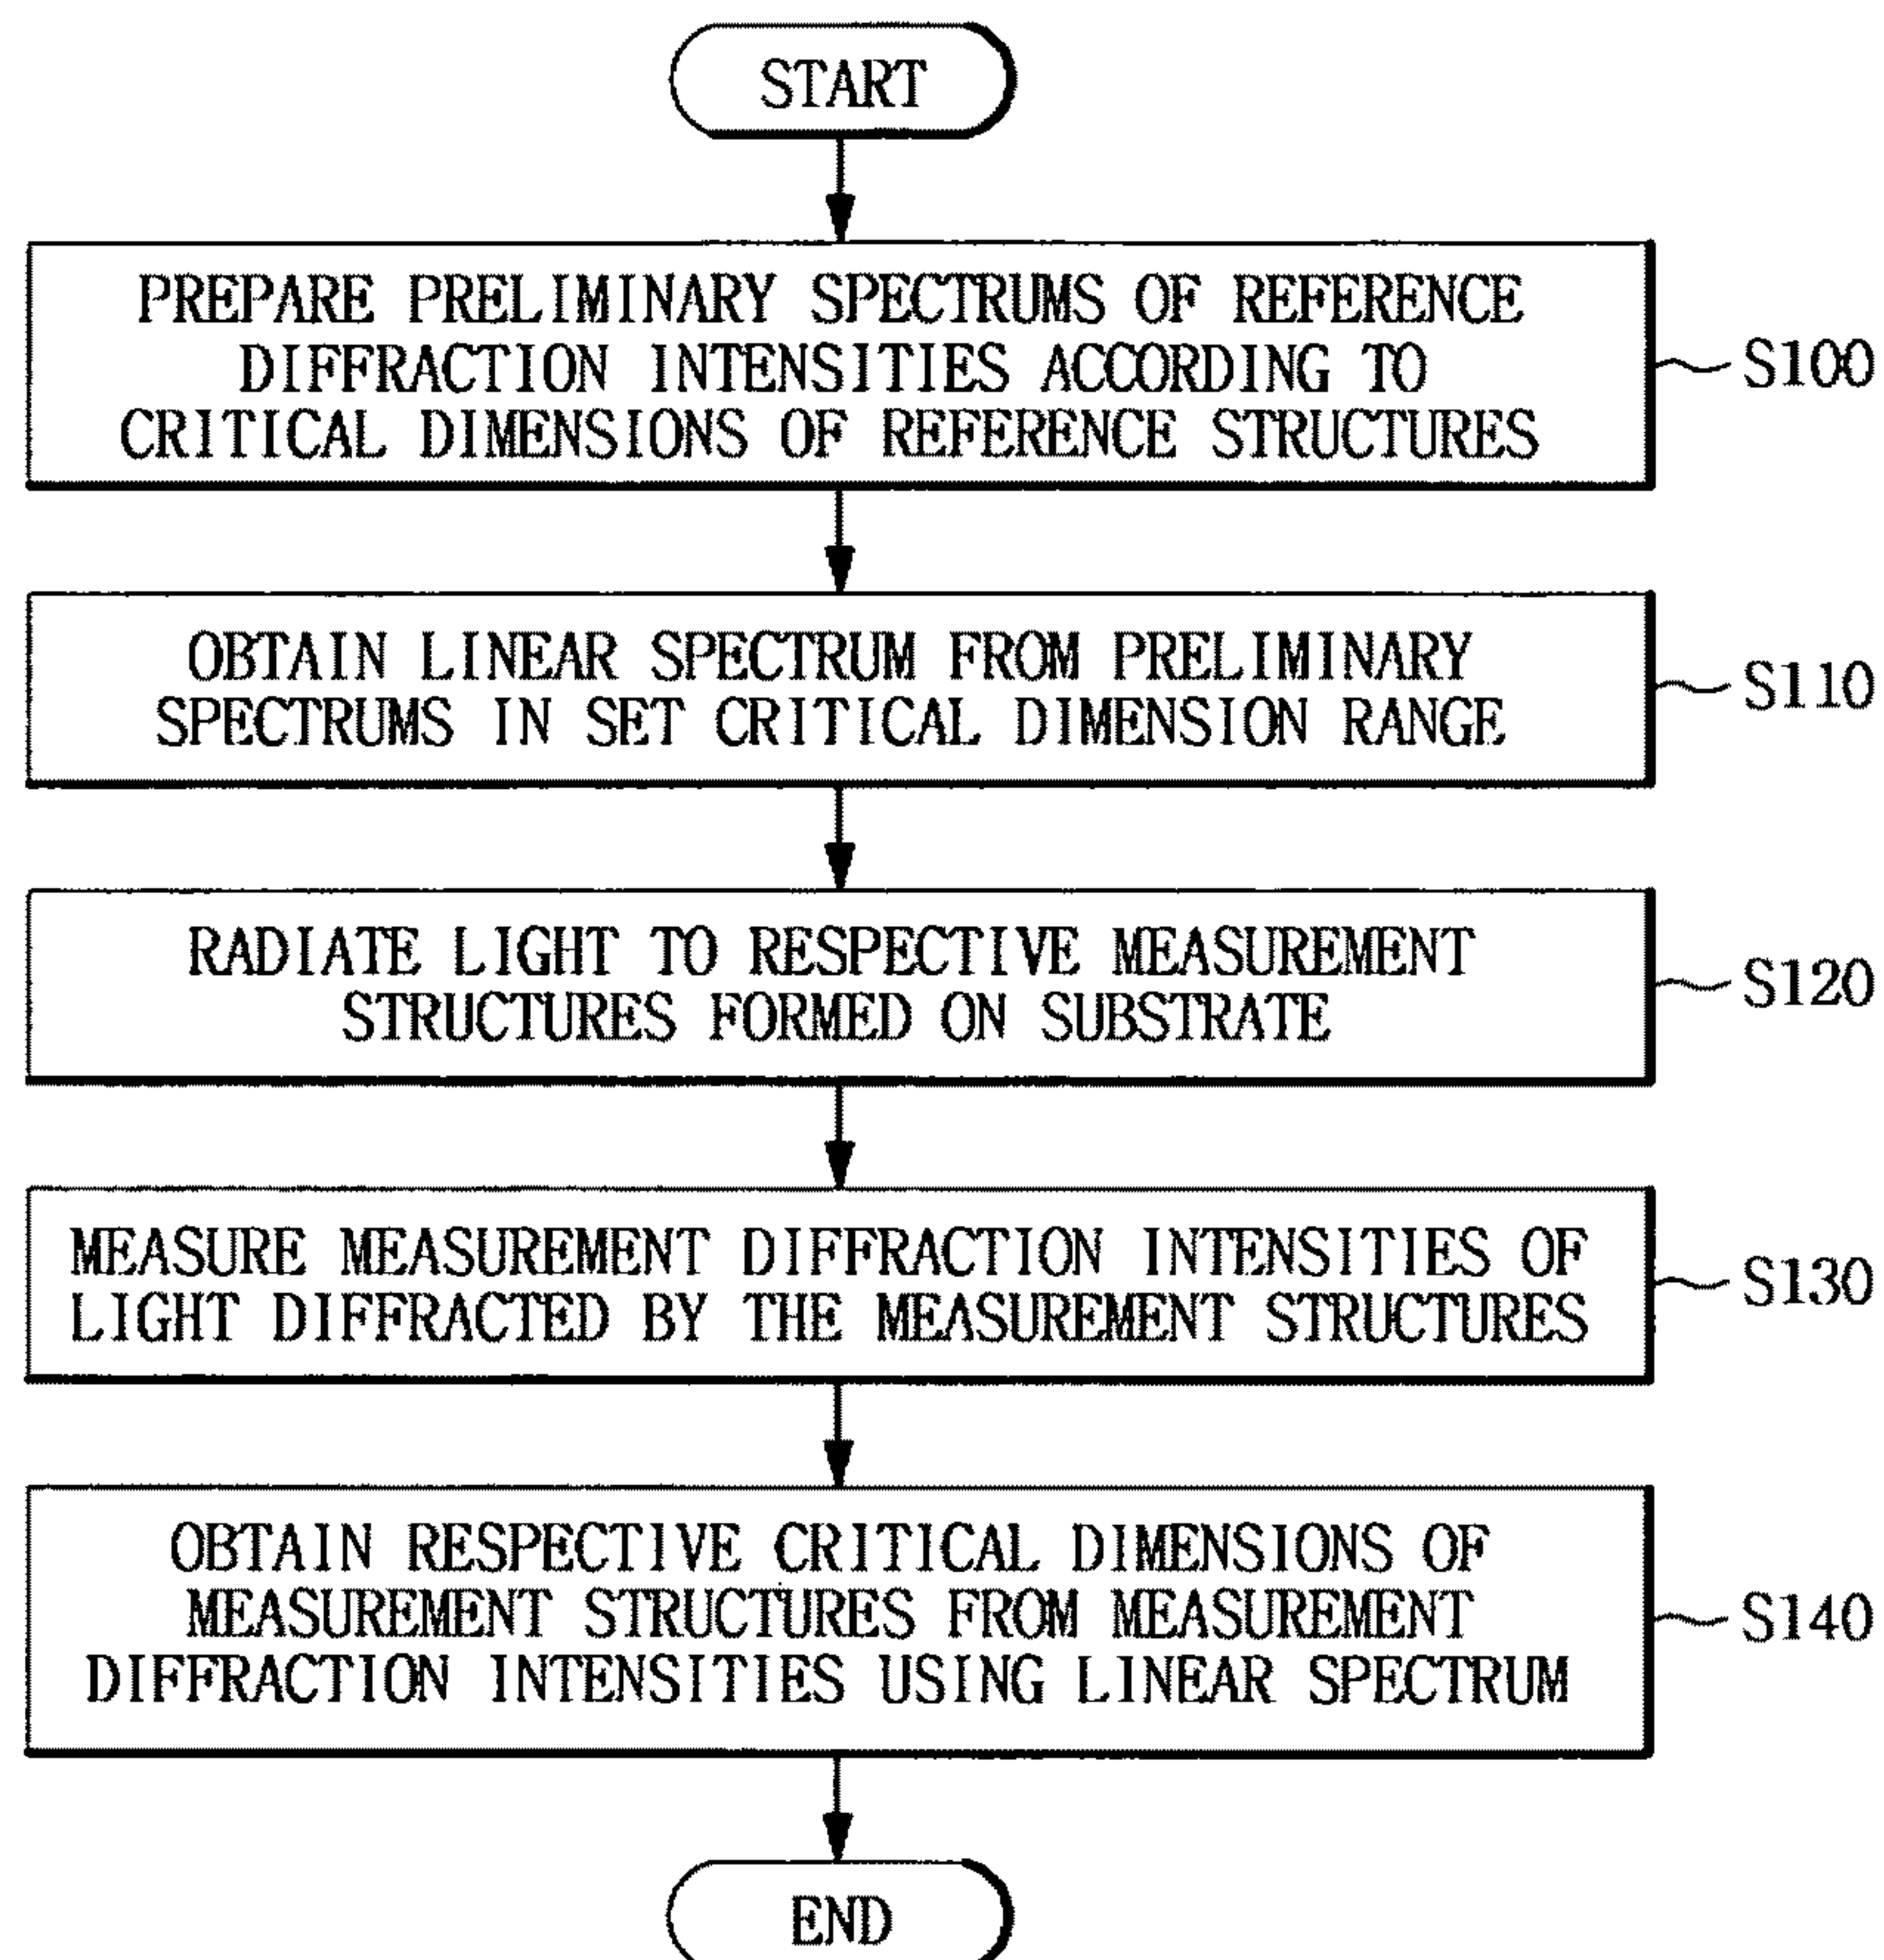 START
PREPARE PRELIMINARY SPECTRUMS OF REFERENCE
DIFFRACTION INTENSITIES ACCORDING TO
CRITICAL DIMENSIONS OF REFERENCE STRUCTURES
S100
OBTAIN LINEAR SPECTRUM FROM PRELIMINARY
SPECTRUMS IN SET CRITICAL DIMENSION RANGE
S110
RADIATE LIGHT TO RESPECTIVE MEASUREMENT
STRUCTURES FORMED ON SUBSTRATE
S120
MEASURE MEASUREMENT DIFFRACTION INTENSITIES OF
LIGHT DIFFRACTED BY THE MEASUREMENT STRUCTURES
S130
OBTAIN RESPECTIVE CRITICAL DIMENSIONS OF
MEASUREMENT STRUCTURES FROM MEASUREMENT
DIFFRACTION INTENSITIES USING LINEAR SPECTRUM
S140
END